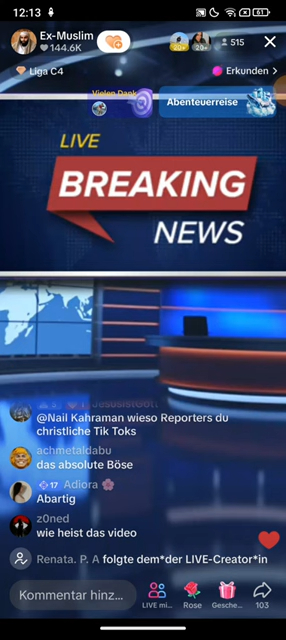 12:13
61
Ex-Muslim
144.6K
20+
20+
515
Liga C4
Erkunden >
Vielen Dank
Abenteuerreise
LIVE
BREAKING
NEWS
JesusistGott
@Nail Kahraman wieso Reporters du
christliche Tik Toks
achmetaldabu
das absolute Böse
17 Adiora
Abartig
z0ned
wie heist das video
Renata. P. A folgte dem*der LIVE-Creator*in
Kommentar hinz...
LIVE mi...
Rose
Gesche...
103